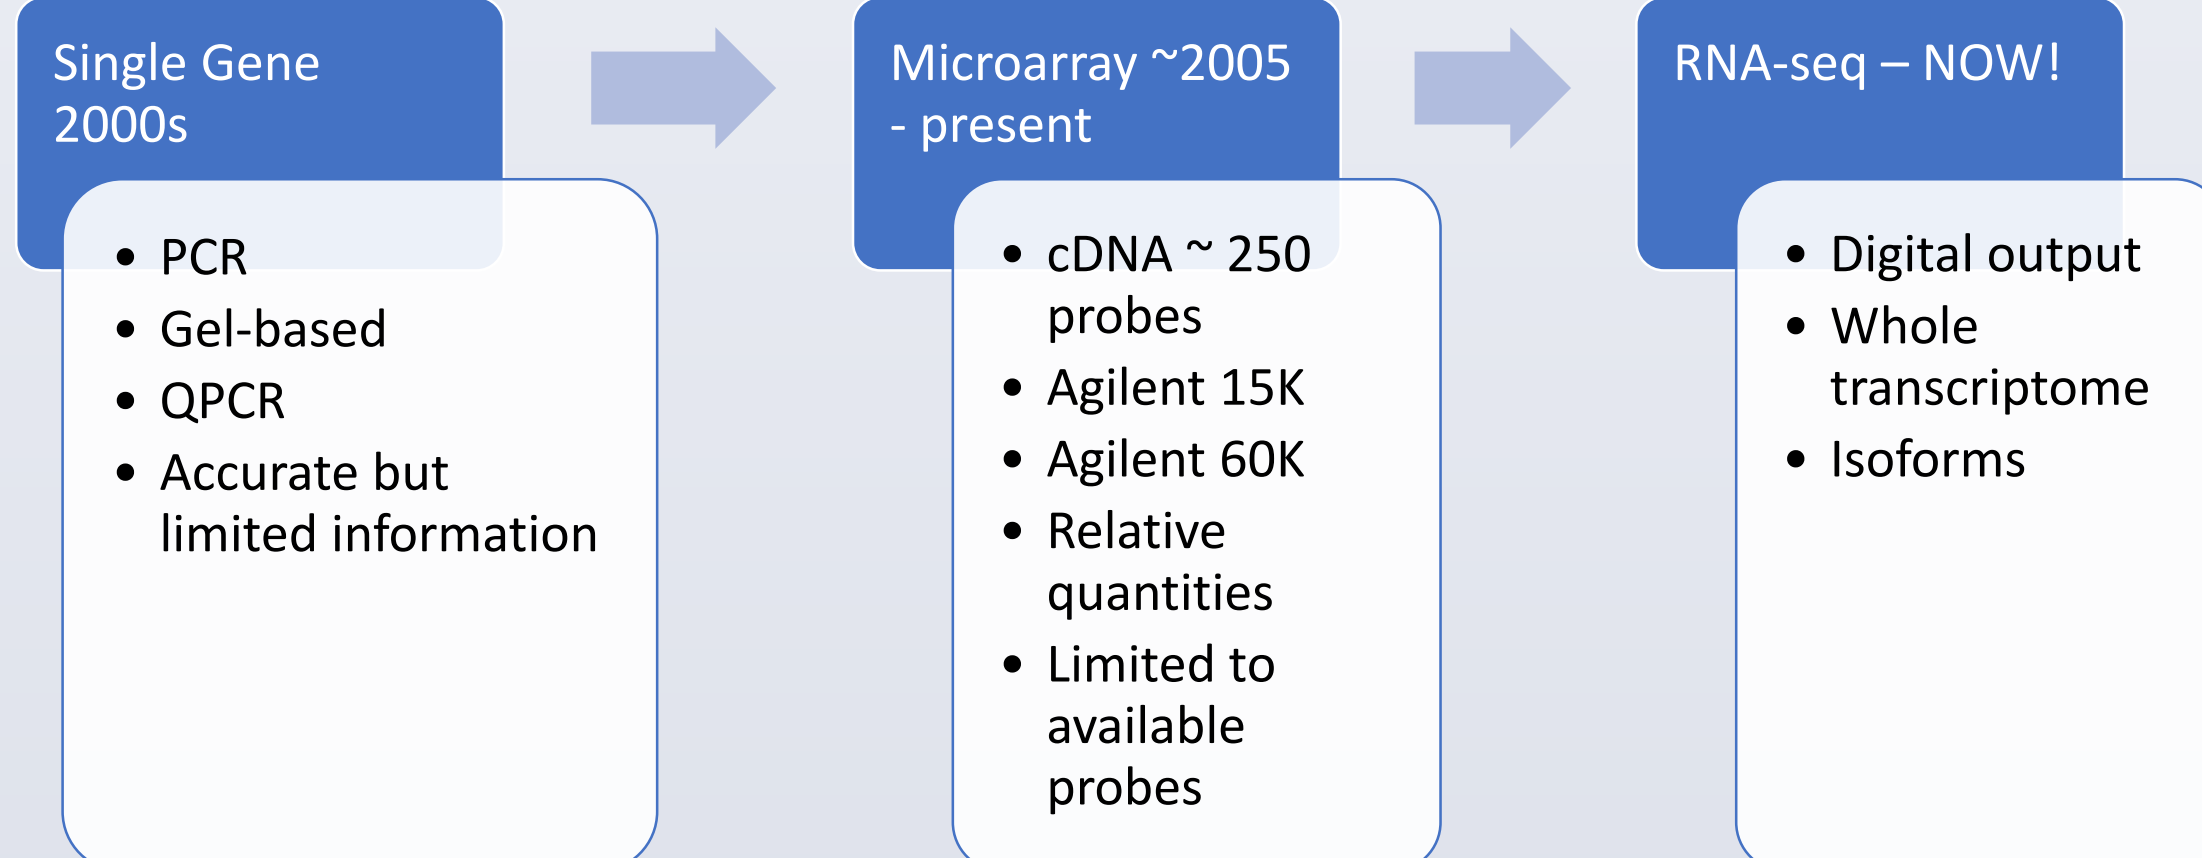 Single Gene
2000s
• PCR
• Gel-based
• QPCR
• Accurate but
limited information
Microarray ~2005
- present
• cDNA ~ 250
probes
• Agilent 15K
• Agilent 60K
• Relative
quantities
• Limited to
available
probes
RNA-seq – NOW!
• Digital output
• Whole
transcriptome
• Isoforms